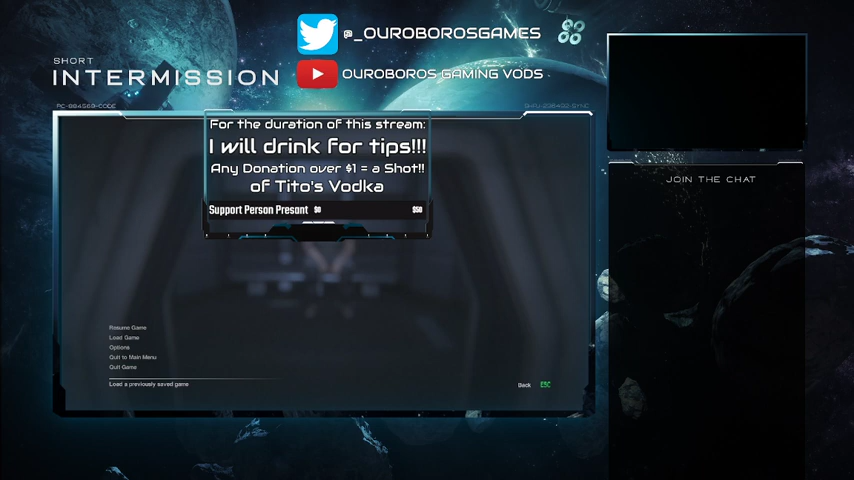 @_OUROBOROSGAMES
SHORT
INTERMISSION
OUROBOROS GAMING VODS
For the duration of this stream:
I will drink for tips!!!
Any Donation over $1 = a Shot!!
of Tito's Vodka
Support Person Presant $0 $50
JOIN THE CHAT
Resume Game
Load Game
Options
Quit to Main Menu
Quit Game
Load a previously saved game
Back ESC